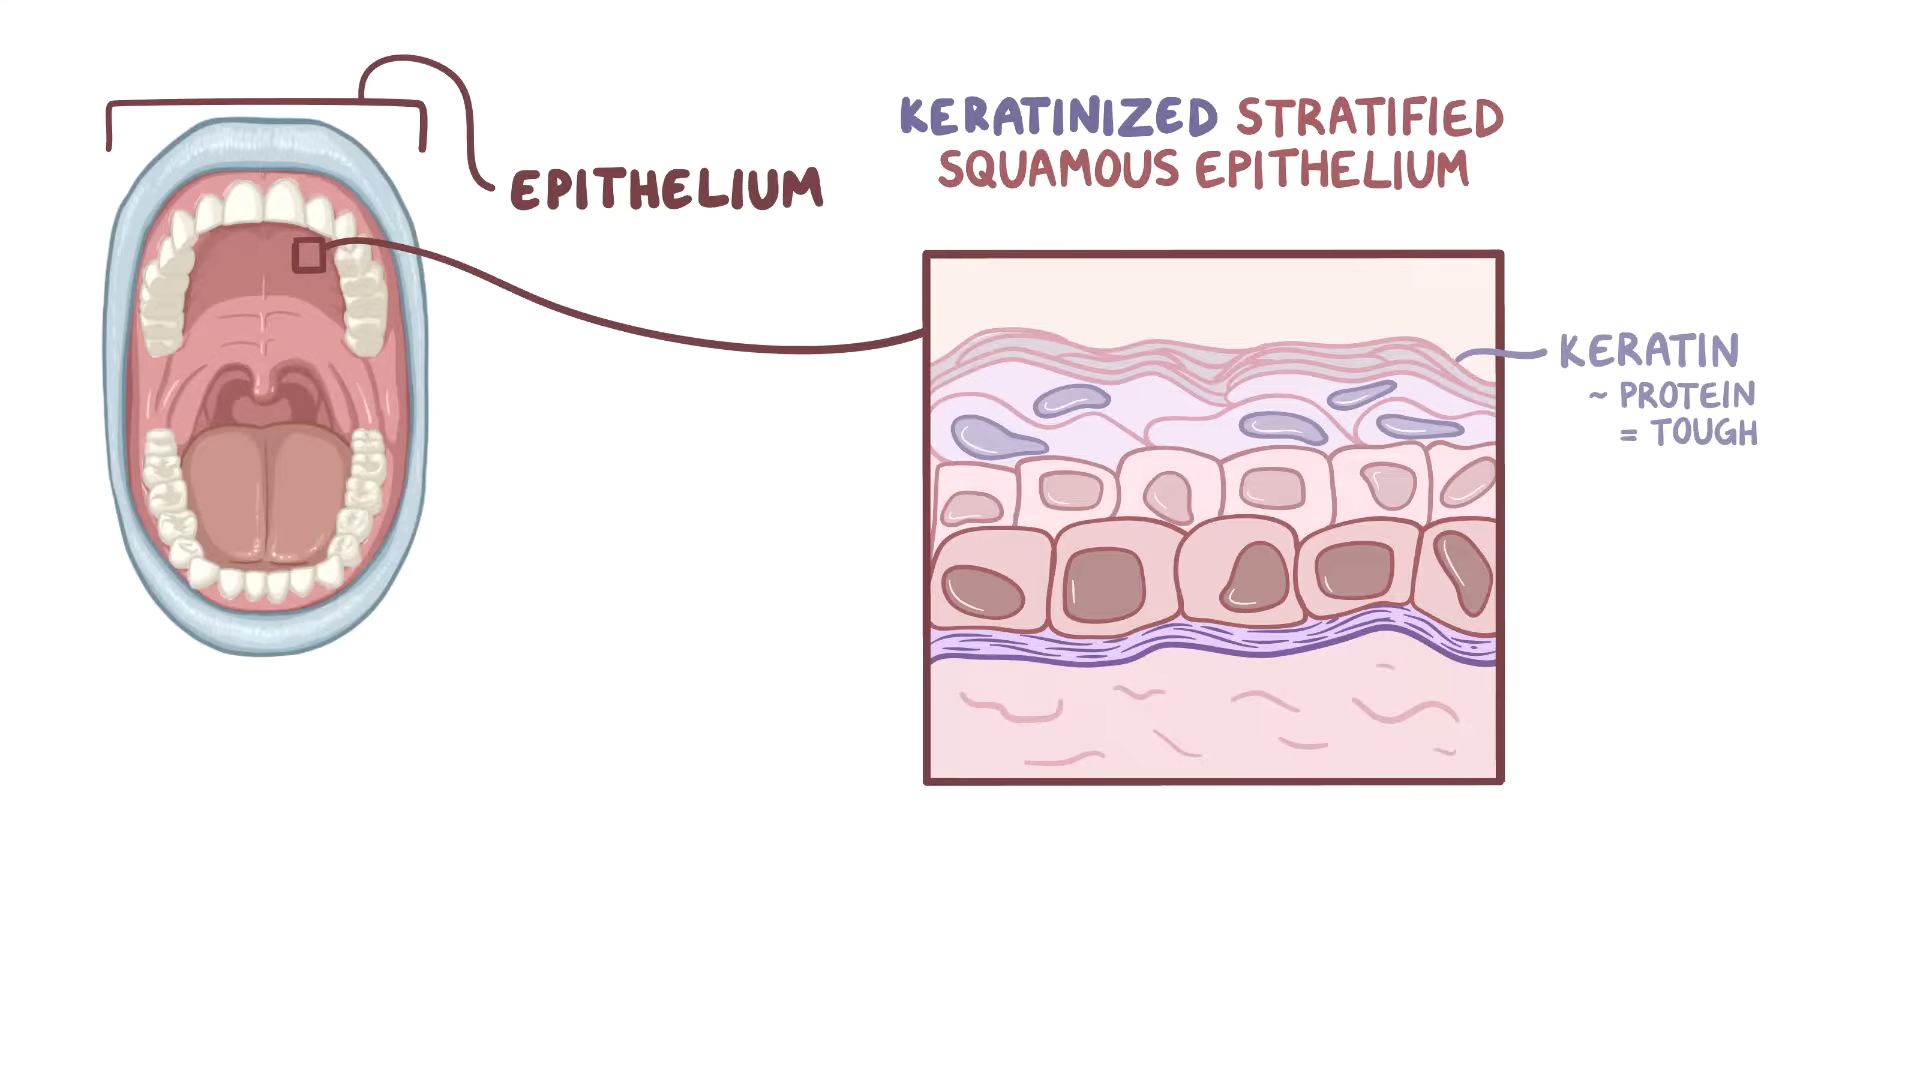 EPITHELIUM
KERATINIZED STRATIFIED
SQUAMOUS EPITHELIUM
KERATIN
~ PROTEIN
= TOUGH